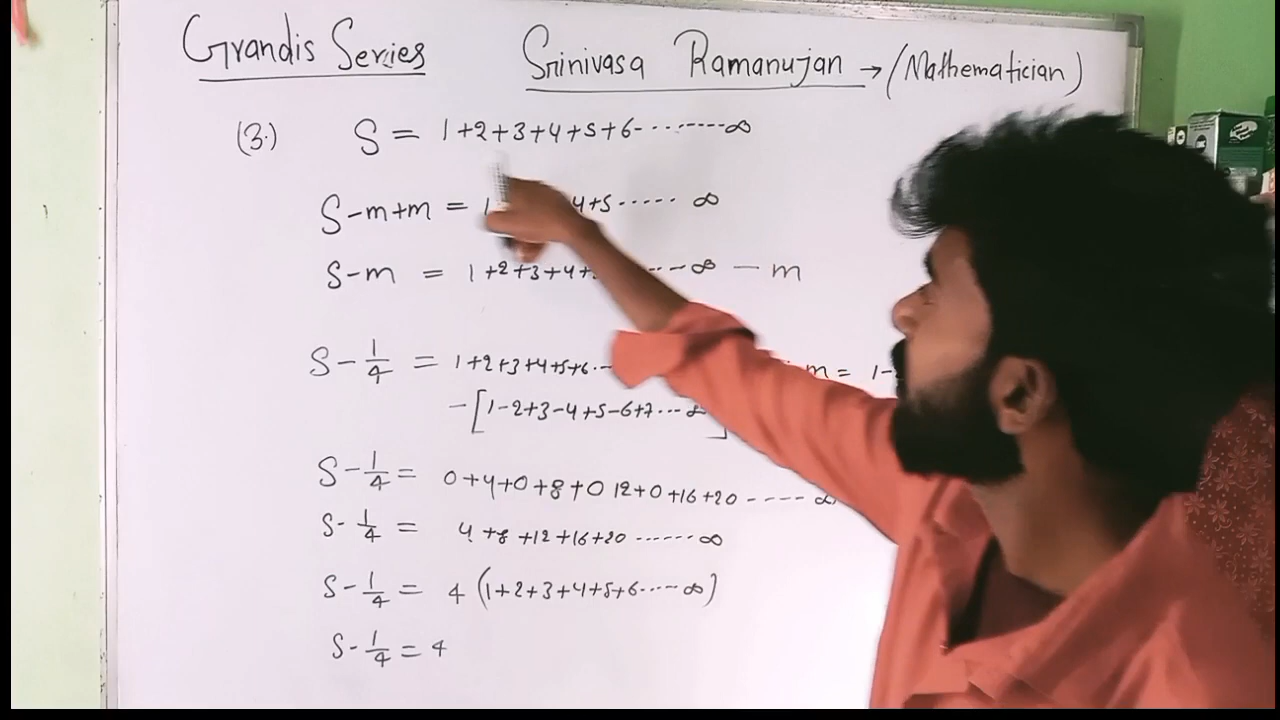 Grandis Series Srinivasa Ramanujan → (Mathematician)
(3.) S = 1+2+3+4+5+6-------∞
S-m+m = 1 4+5----- ∞
S-m = 1+2+3+4+ --∞ - m
S-1/4 = 1+2+3+4+5+6-- m = 1-
-[1-2+3-4+5-6+7---∞]
S-1/4 = 0+4+0+8+0 12+0+16+20 ----- ∞
S-1/4 = 4+8+12+16+20 ------ ∞
S-1/4 = 4 (1+2+3+4+5+6-----∞)
S-1/4 = 4